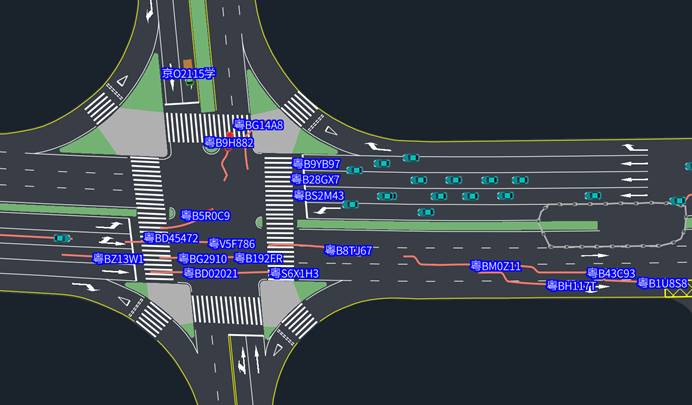 京O2115学
粤BG14A8
粤B9H882
粤B9YB97
粤B28GX7
粤BS2M43
粤B5R0C9
粤BD45472
粤V5F786
粤B8TJ67
粤BZ13W1
粤BG2910
粤B192FR
粤BM0Z11
粤BD02021
粤S6X1H3
粤B43C93
粤BH117T
粤B1U8S8